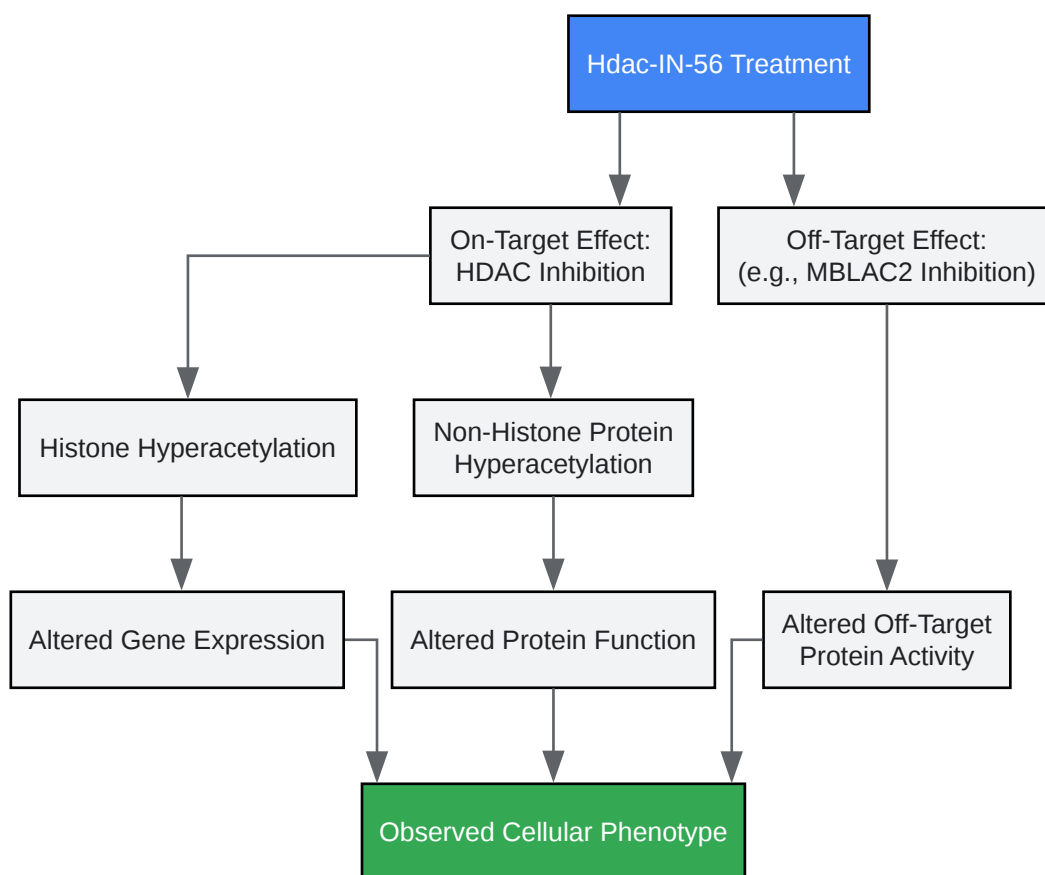 Hdac-IN-56 Treatment
On-Target Effect:
HDAC Inhibition
Off-Target Effect:
(e.g., MBLAC2 Inhibition)
Histone Hyperacetylation
Non-Histone Protein
Hyperacetylation
Altered Gene Expression
Altered Protein Function
Altered Off-Target
Protein Activity
Observed Cellular Phenotype